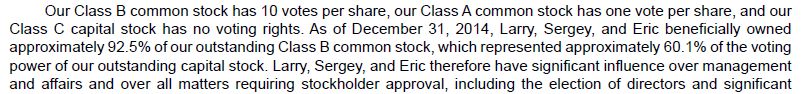 Our Class B common stock has 10 votes per share, our Class A common stock has one vote per share, and our
Class C capital stock has no voting rights. As of December 31, 2014, Larry, Sergey, and Eric beneficially owned
approximately 92.5% of our outstanding Class B common stock, which represented approximately 60.1% of the voting
power of our outstanding capital stock. Larry, Sergey, and Eric therefore have significant influence over management
and affairs and over all matters requiring stockholder approval, including the election of directors and significant